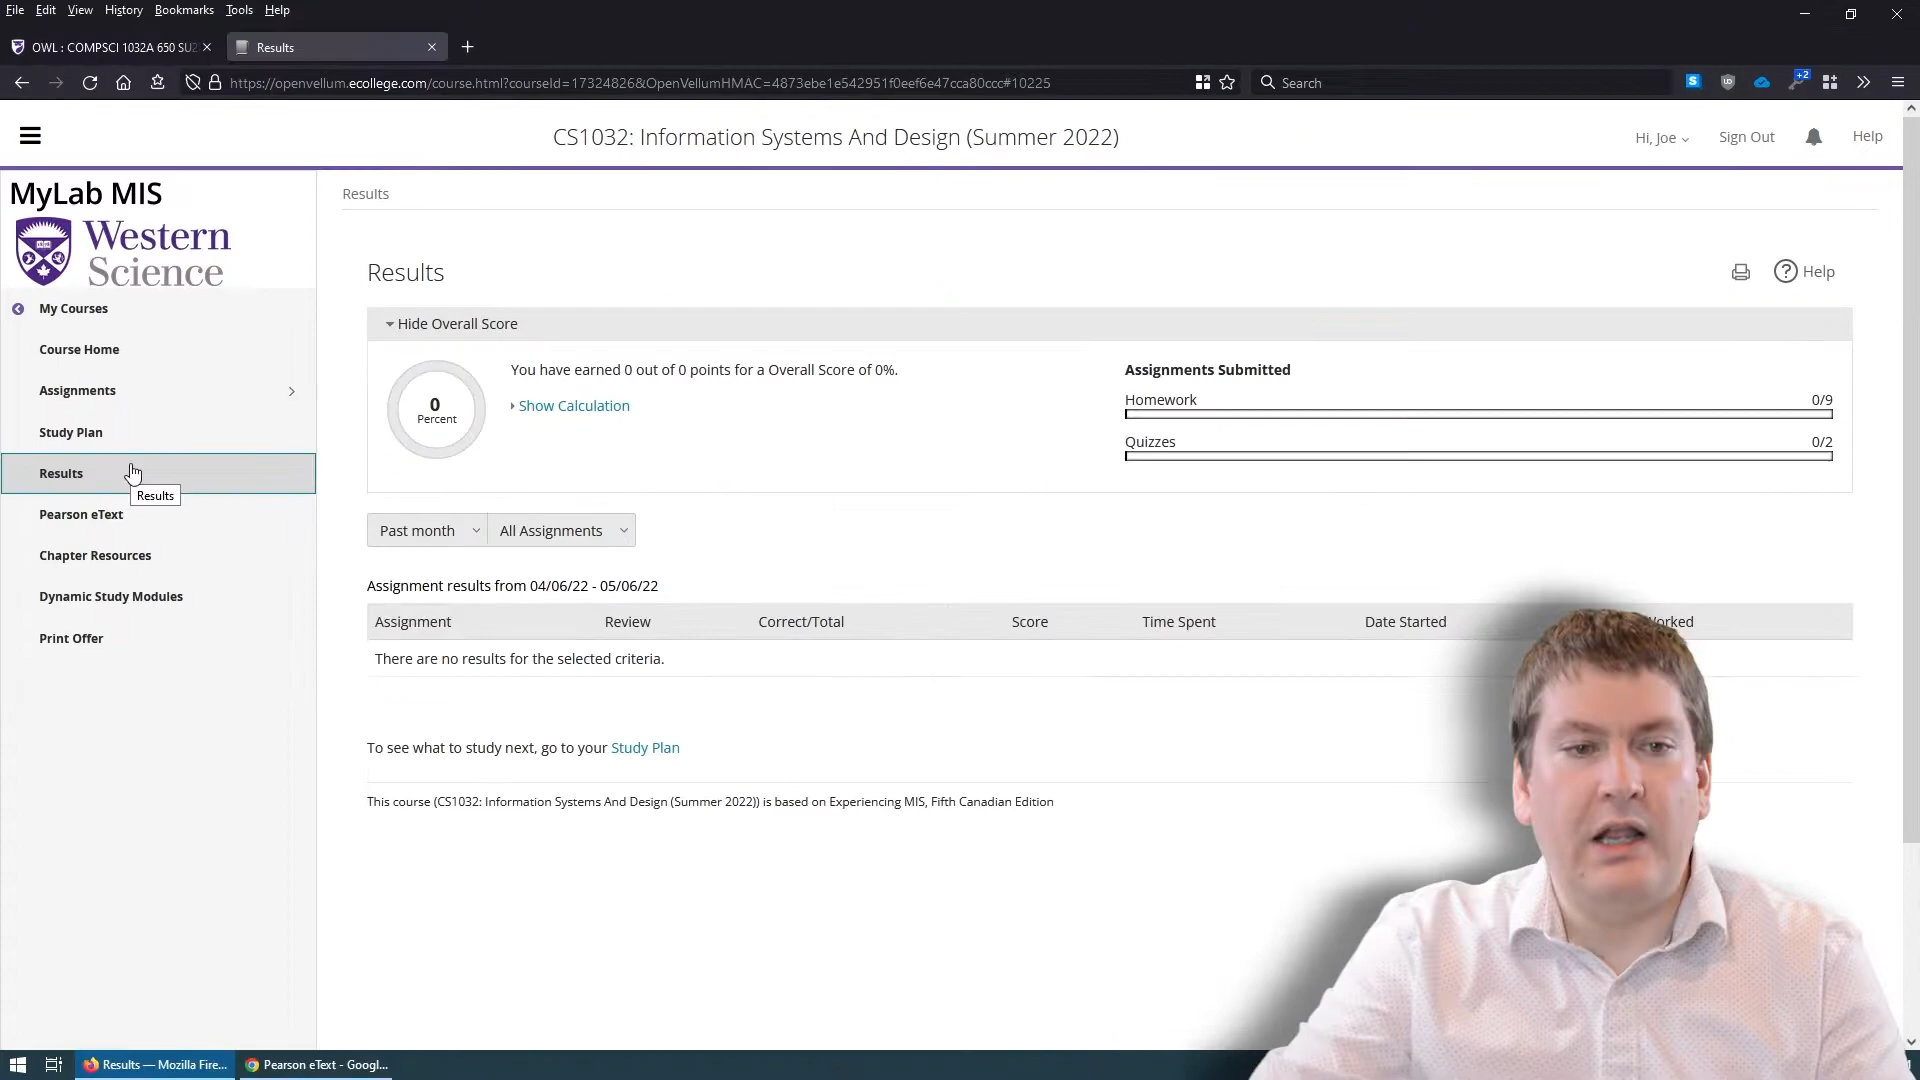 File Edit View History Bookmarks Tools Help
OWL : COMPSCI 1032A 650 SU2
Results
https://openvellum.ecollege.com/course.html?courseId=17324826&OpenVellumHMAC=4873ebe1e542951f0eef6e47cca80ccc#10225
Search
+2
CS1032: Information Systems And Design (Summer 2022)
Hi, Joe
Sign Out
Help
MyLab MIS
Western
Science
My Courses
Course Home
Assignments
Study Plan
Results
Results
Pearson eText
Chapter Resources
Dynamic Study Modules
Print Offer
Results
Results
Help
Hide Overall Score
0
Percent
You have earned 0 out of 0 points for a Overall Score of 0%.
Show Calculation
Assignments Submitted
Homework 0/9
Quizzes 0/2
Past month All Assignments
Assignment results from 04/06/22 - 05/06/22
Assignment Review Correct/Total Score Time Spent Date Started Worked
There are no results for the selected criteria.
To see what to study next, go to your Study Plan
This course (CS1032: Information Systems And Design (Summer 2022)) is based on Experiencing MIS, Fifth Canadian Edition
Results — Mozilla Fire...
Pearson eText - Googl...